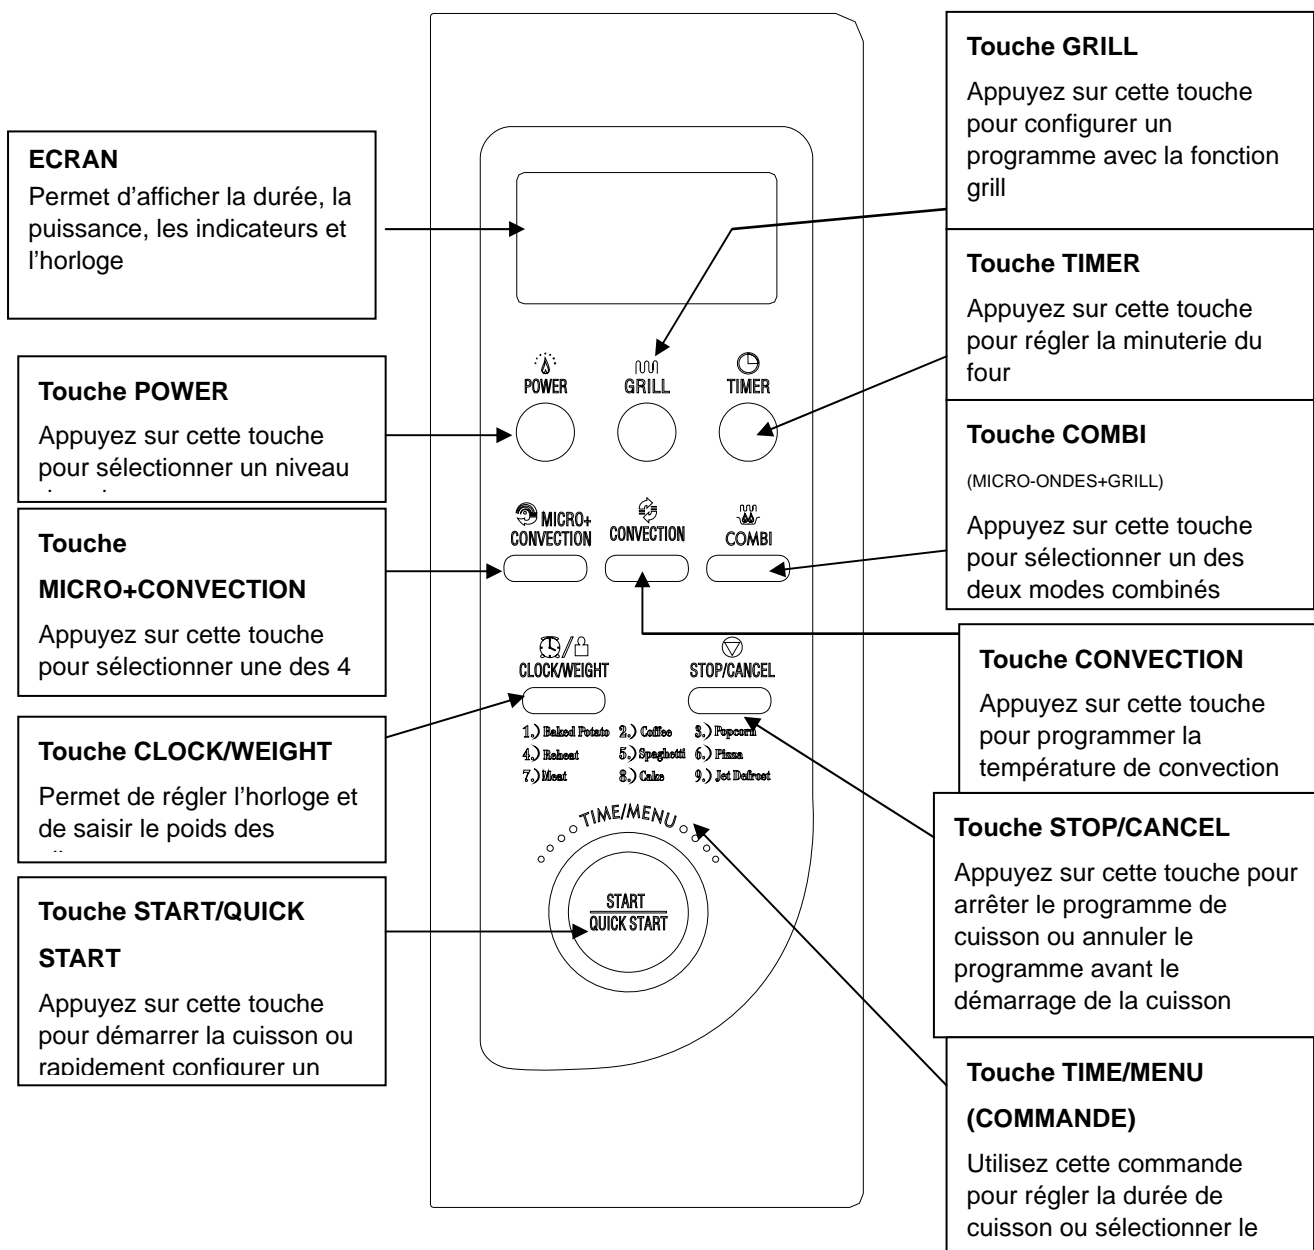 ECRAN
Permet d'afficher la durée, la
puissance, les indicateurs et
l'horloge
Touche POWER
Appuyez sur cette touche
pour sélectionner un niveau
Touche
MICRO+CONVECTION
Appuyez sur cette touche
pour sélectionner une des 4
Touche CLOCK/WEIGHT
Permet de régler l'horloge et
de saisir le poids des
Touche START/QUICK
START
Appuyez sur cette touche
pour démarrer la cuisson ou
rapidement configurer un
POWER
GRILL
TIMER
MICRO+
CONVECTION
CONVECTION
COMBI
CLOCK/WEIGHT
STOP/CANCEL
1.) Baked Potato 2.) Coffee 3.) Popcorn
4.) Reheat 5.) Spaghetti 6.) Pizza
7.) Meat 8.) Cake 9.) Jet Defrost
TIME/MENU
START
QUICK START
Touche GRILL
Appuyez sur cette touche
pour configurer un
programme avec la fonction
grill
Touche TIMER
Appuyez sur cette touche
pour régler la minuterie du
four
Touche COMBI
(MICRO-ONDES+GRILL)
Appuyez sur cette touche
pour sélectionner un des
deux modes combinés
Touche CONVECTION
Appuyez sur cette touche
pour programmer la
température de convection
Touche STOP/CANCEL
Appuyez sur cette touche pour
arrêter le programme de
cuisson ou annuler le
programme avant le
démarrage de la cuisson
Touche TIME/MENU
(COMMANDE)
Utilisez cette commande
pour régler la durée de
cuisson ou sélectionner le